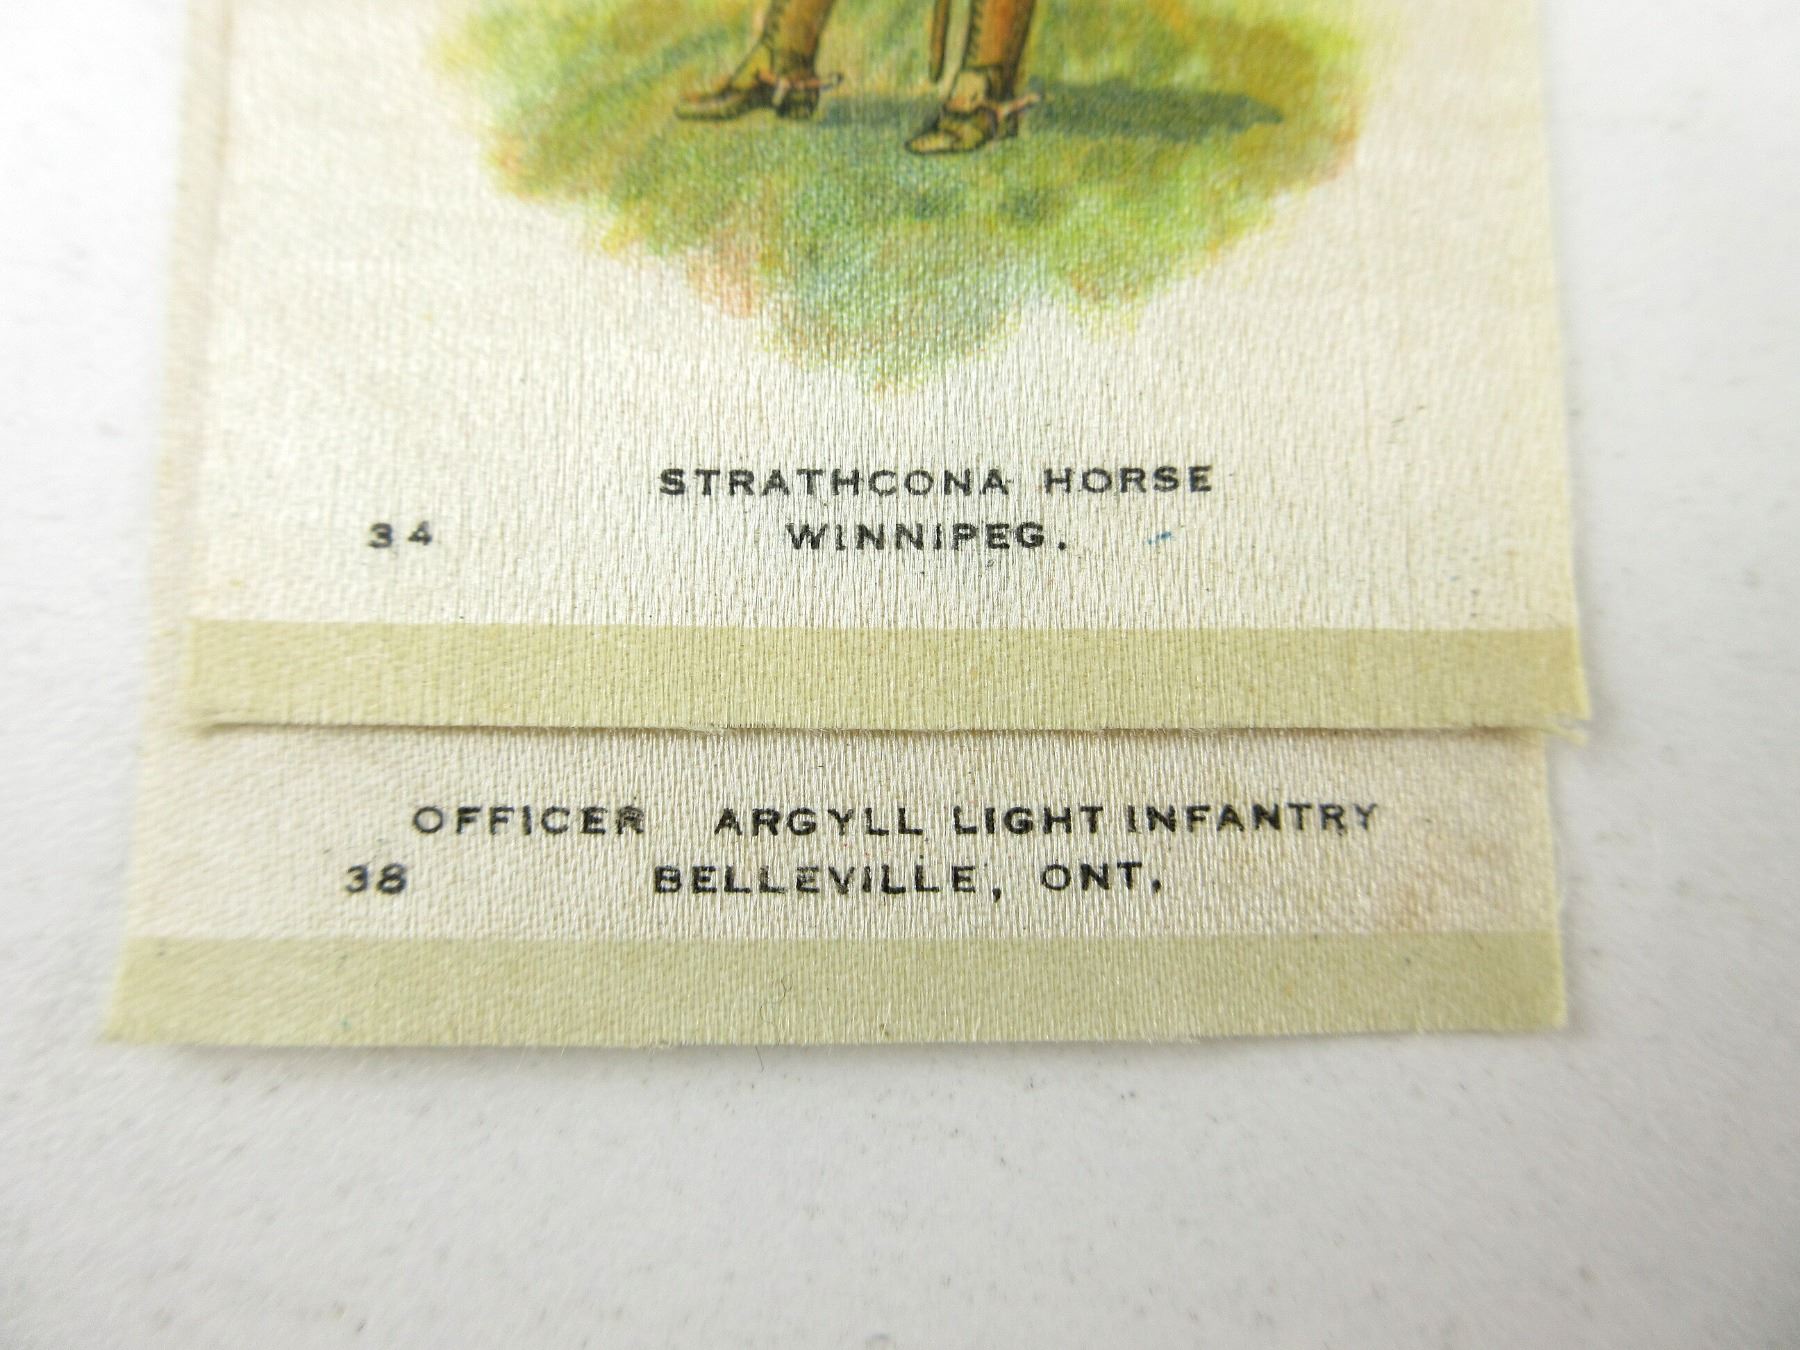 STRATHCONA HORSE
34 WINNIPEG.
OFFICER ARGYLL LIGHT INFANTRY
38 BELLEVILLE, ONT.